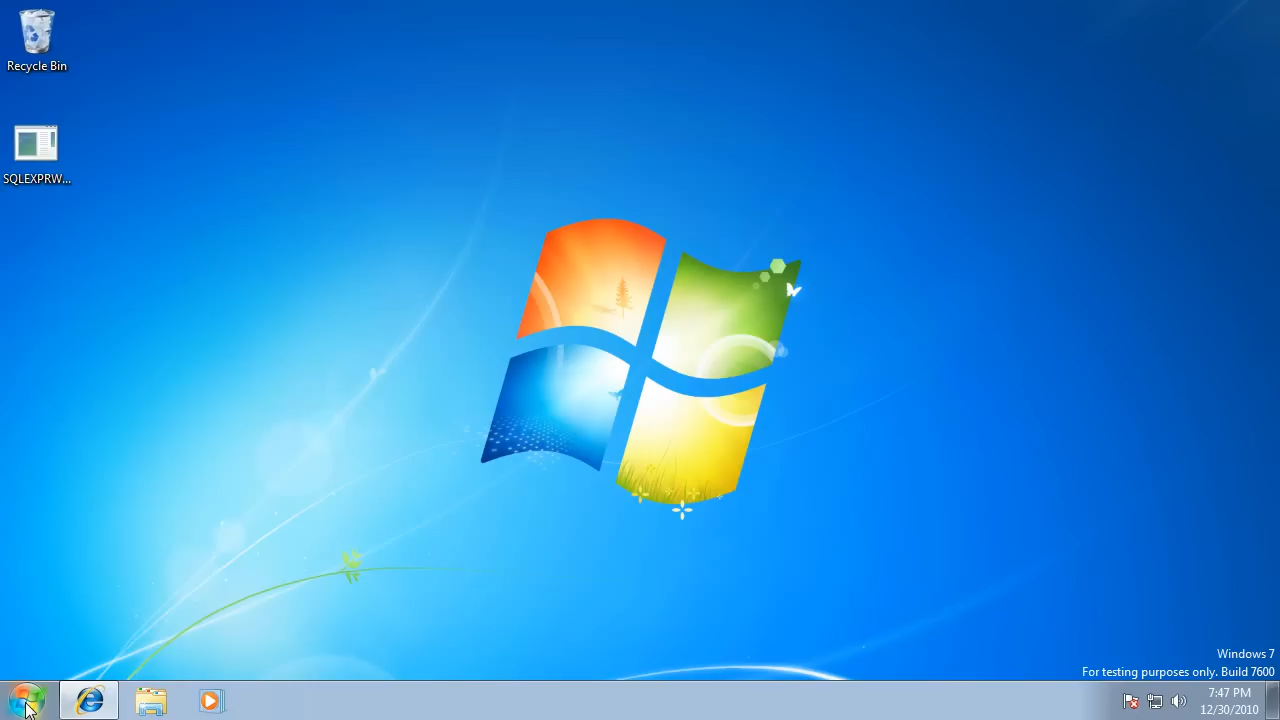 Recycle Bin
SQLEXPRW...
Windows 7
For testing purposes only. Build 7600
7:47 PM
12/30/2010